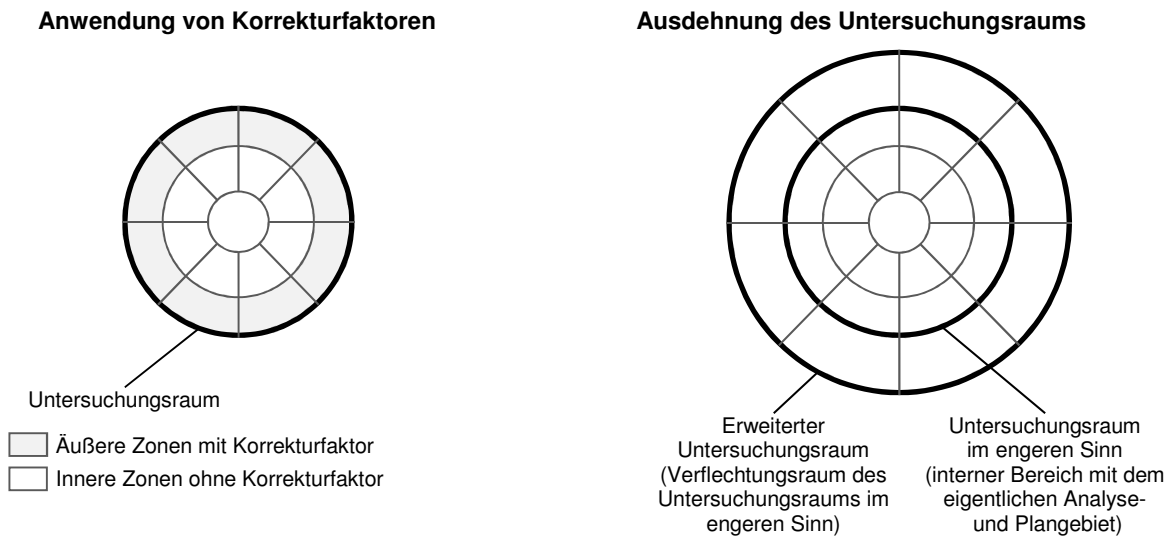 Anwendung von Korrekturfaktoren
Untersuchungsraum
Äußere Zonen mit Korrekturfaktor
Innere Zonen ohne Korrekturfaktor
Ausdehnung des Untersuchungsraums
Erweiterter
Untersuchungsraum
(Verflechtungsraum des
Untersuchungsraums im
engeren Sinn)
Untersuchungsraum
im engeren Sinn
(interner Bereich mit dem
eigentlichen Analyse-
und Plangebiet)